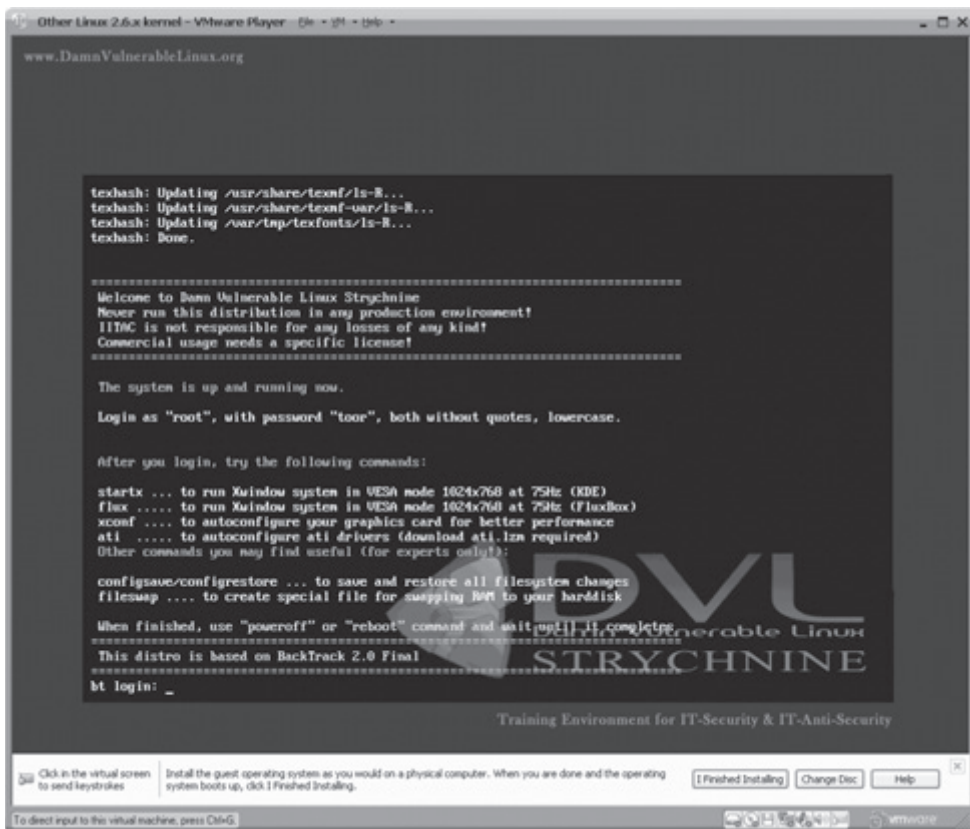 Other Linux 2.6.x kernel - VMware Player File - VM - Help -
www.DamnVulnerableLinux.org
texhash: Updating /usr/share/texmf/ls-R...
texhash: Updating /usr/share/texmf-var/ls-R...
texhash: Updating /var/tmp/texfonts/ls-R...
texhash: Done.
Welcome to Damn Vulnerable Linux Strychnine
Never run this distribution in any production environment!
IITAC is not responsible for any losses of any kind!
Commercial usage needs a specific license!
The system is up and running now.
Login as "root", with password "toor", both without quotes, lowercase.
After you login, try the following commands:
startx ... to run Xwindow system in VESA mode 1024x768 at 75Hz (KDE)
flux ..... to run Xwindow system in VESA mode 1024x768 at 75Hz (FluxBox)
xconf .... to autoconfigure your graphics card for better performance
ati ..... to autoconfigure ati drivers (download ati.lzm required)
Other commands you may find useful (for experts only!):
configsave/configrestore ... to save and restore all filesystem changes
fileswap .... to create special file for swapping RAM to your harddisk
When finished, use "poweroff" or "reboot" command and wait until it completes
This distro is based on BackTrack 2.0 Final
bt login: _
DVL
Damn Vulnerable Linux
STRYCHNINE
Training Environment for IT-Security & IT-Anti-Security
Click in the virtual screen
to send keystrokes
Install the guest operating system as you would on a physical computer. When you are done and the operating
system boots up, click I Finished Installing.
I Finished Installing
Change Disc
Help
To direct input to this virtual machine, press Ctrl+G.
vmware